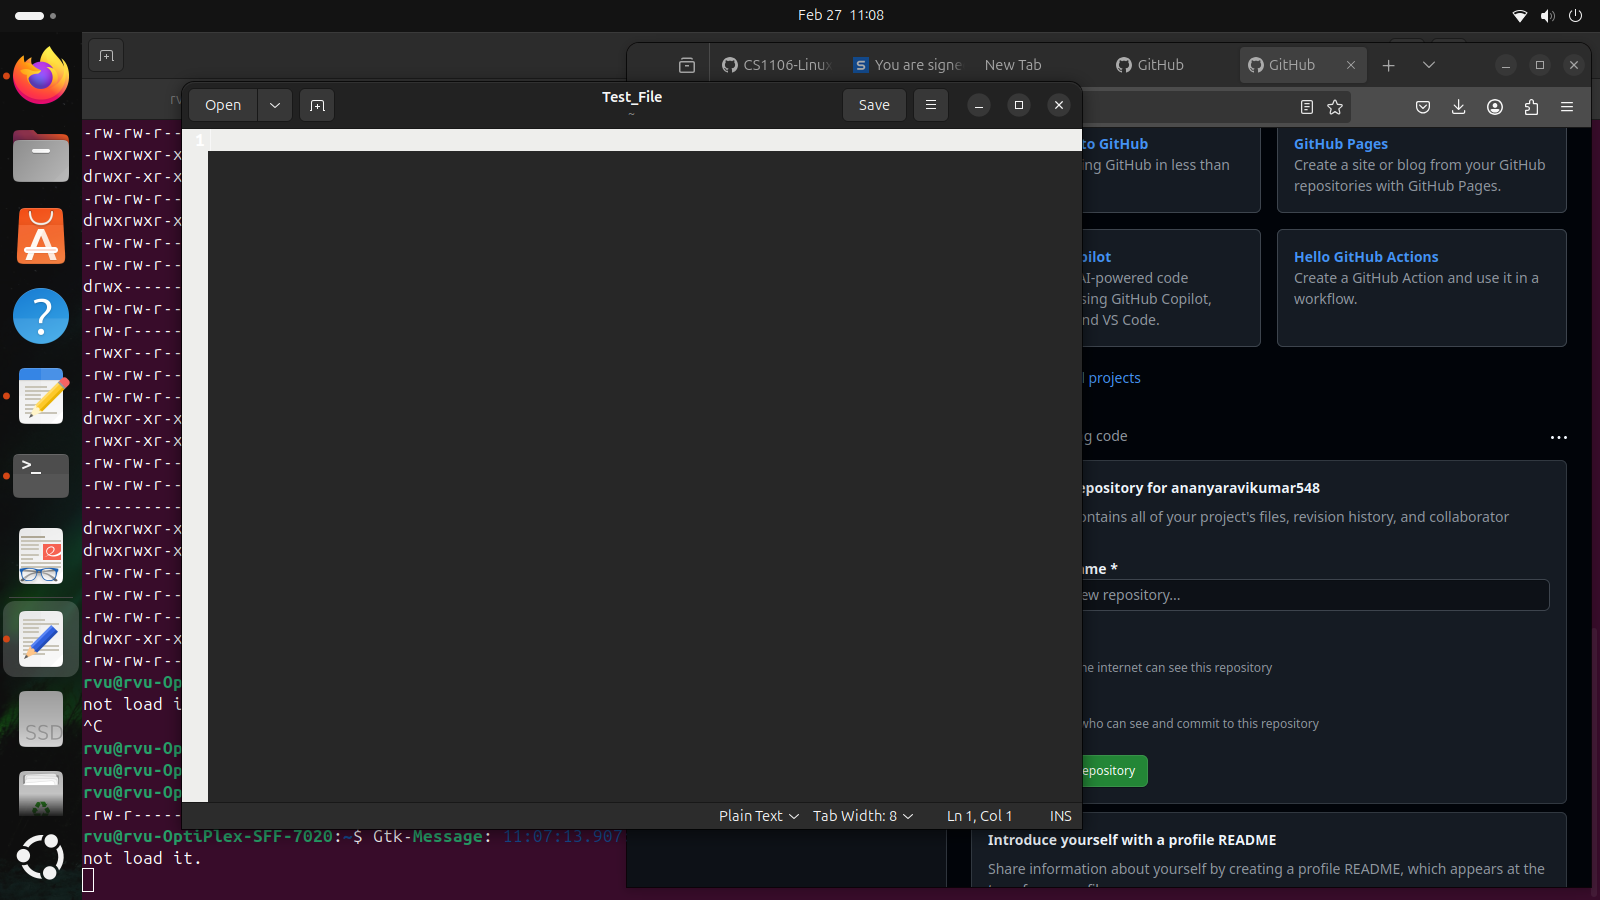 Feb 27 11:08
CS1106-Linux
You are signe
New Tab
GitHub
GitHub
Open
Test_File
~
Save
1
-rw-rw-r--
-rwxrwxr-x
drwxr-xr-x
-rw-rw-r--
drwxrwxr-x
-rw-rw-r--
-rw-rw-r--
drwx------
-rw-rw-r--
-rw-r-----
-rwxr--r--
-rw-rw-r--
-rw-rw-r--
drwxr-xr-x
-rwxr-xr-x
-rw-rw-r--
-rw-rw-r--
----------
drwxrwxr-x
drwxrwxr-x
-rw-rw-r--
-rw-rw-r--
-rw-rw-r--
drwxr-xr-x
-rw-rw-r--
rvu@rvu-Op
not load i
^C
rvu@rvu-Op
rvu@rvu-Op
rvu@rvu-Op
-rw-r-----
rvu@rvu-OptiPlex-SFF-7020:~$ Gtk-Message: 11:07:13.907
not load it.
Plain Text
Tab Width: 8
Ln 1, Col 1
INS
to GitHub
ng GitHub in less than
GitHub Pages
Create a site or blog from your GitHub
repositories with GitHub Pages.
pilot
AI-powered code
sing GitHub Copilot,
nd VS Code.
Hello GitHub Actions
Create a GitHub Action and use it in a
workflow.
projects
g code
epository for ananyaravikumar548
ontains all of your project's files, revision history, and collaborator
ame *
ew repository...
he internet can see this repository
who can see and commit to this repository
epository
Introduce yourself with a profile README
Share information about yourself by creating a profile README, which appears at the
SSD